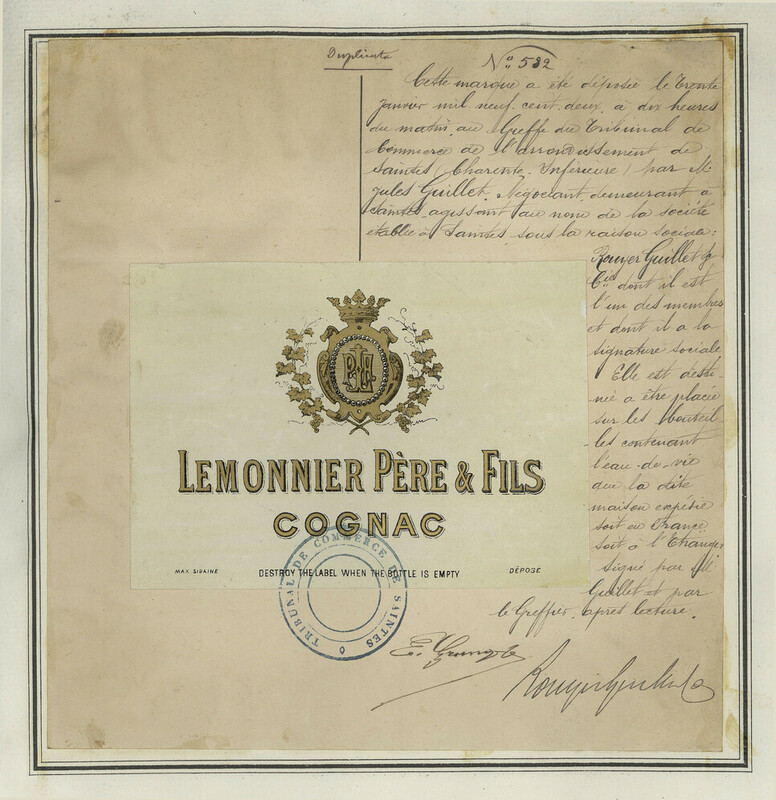 Duplicata
No 532
Cette marque a été déposée le trente
janvier mil neuf cent deux à dix heures
du matin au Greffe du Tribunal de
Commerce de l'arrondissement de
Saintes (Charente-Inférieure) par M.
Jules Guillet, Négociant, demeurant à
Saintes, agissant au nom de la société
établie à Saintes sous la raison sociale:
Rouyer Guillet &
Cie dont il est
l'un des membres
et dont il a la
signature sociale
Elle est desti
née à être placée
sur les bouteil
les contenant
l'eau-de-vie
que la dite
maison expédie
soit en France
soit à l'Etranger
signé par M.
Guillet et par
le Greffier, après lecture.
LEMONNIER PÈRE & FILS
COGNAC
MAX. SIDAINE
DESTROY THE LABEL WHEN THE BOTTLE IS EMPTY
DÉPOSÉ
TRIBUNAL DE COMMERCE DE SAINTES